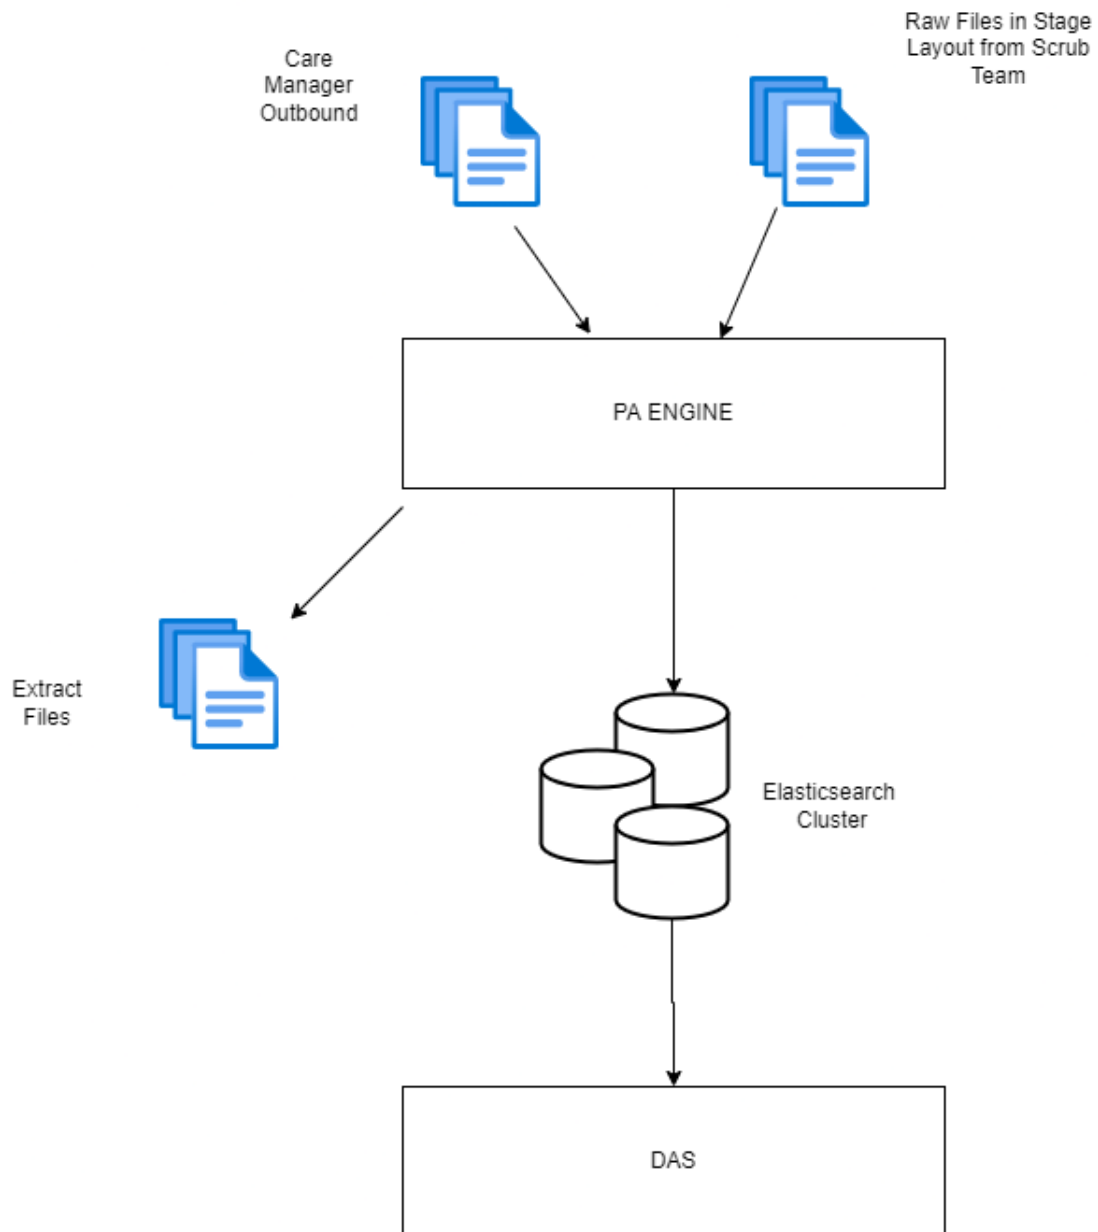 Raw Files in Stage
Layout from Scrub
Team
Care
Manager
Outbound
PA ENGINE
Extract
Files
Elasticsearch
Cluster
DAS